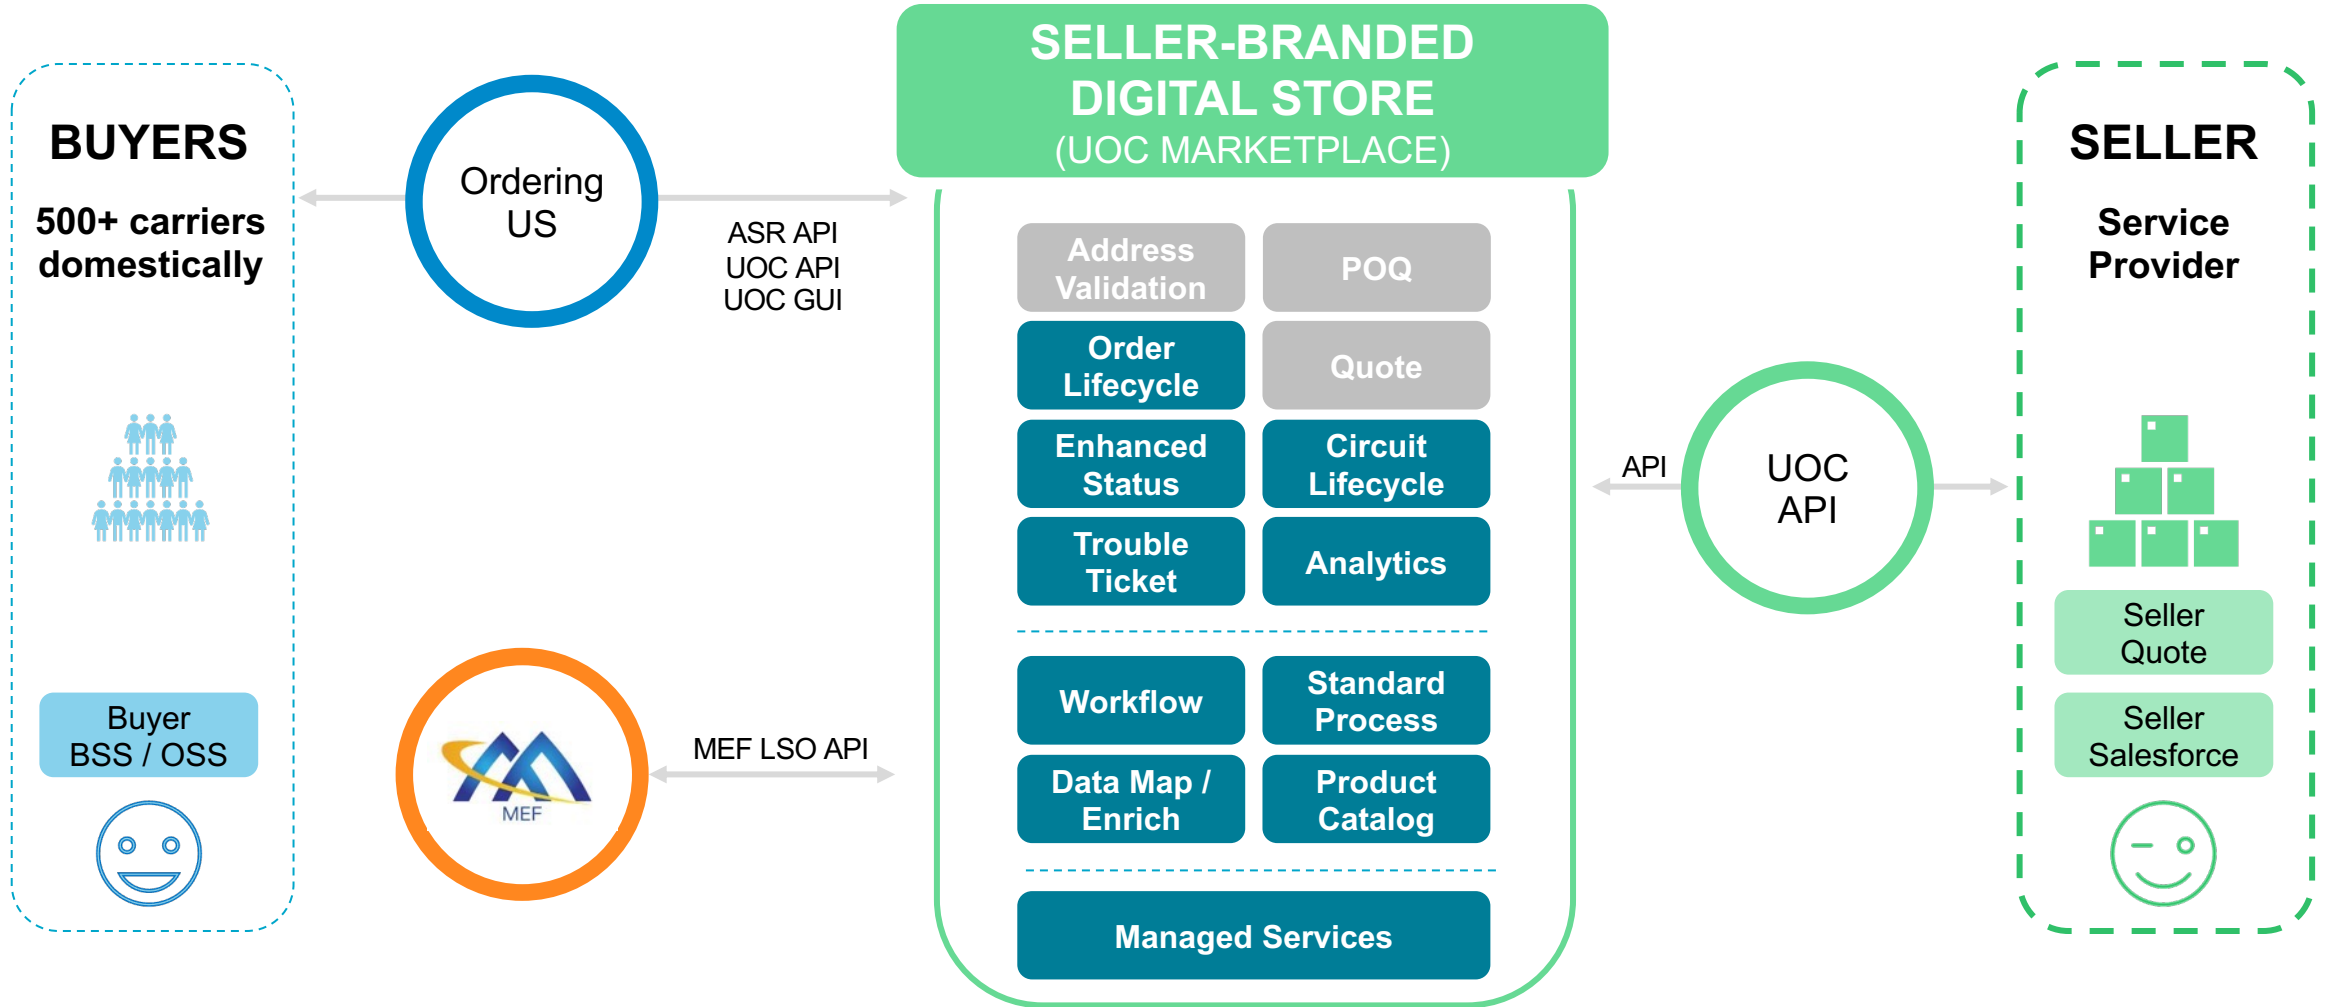 BUYERS
500+ carriers
domestically
Buyer
BSS / OSS
Ordering
US
ASR API
UOC API
UOC GUI
MEF
MEF LSO API
SELLER-BRANDED
DIGITAL STORE
(UOC MARKETPLACE)
Address
Validation
POQ
Order
Lifecycle
Quote
Enhanced
Status
Circuit
Lifecycle
Trouble
Ticket
Analytics
Workflow
Standard
Process
Data Map /
Enrich
Product
Catalog
Managed Services
API
UOC
API
SELLER
Service
Provider
Seller
Quote
Seller
Salesforce